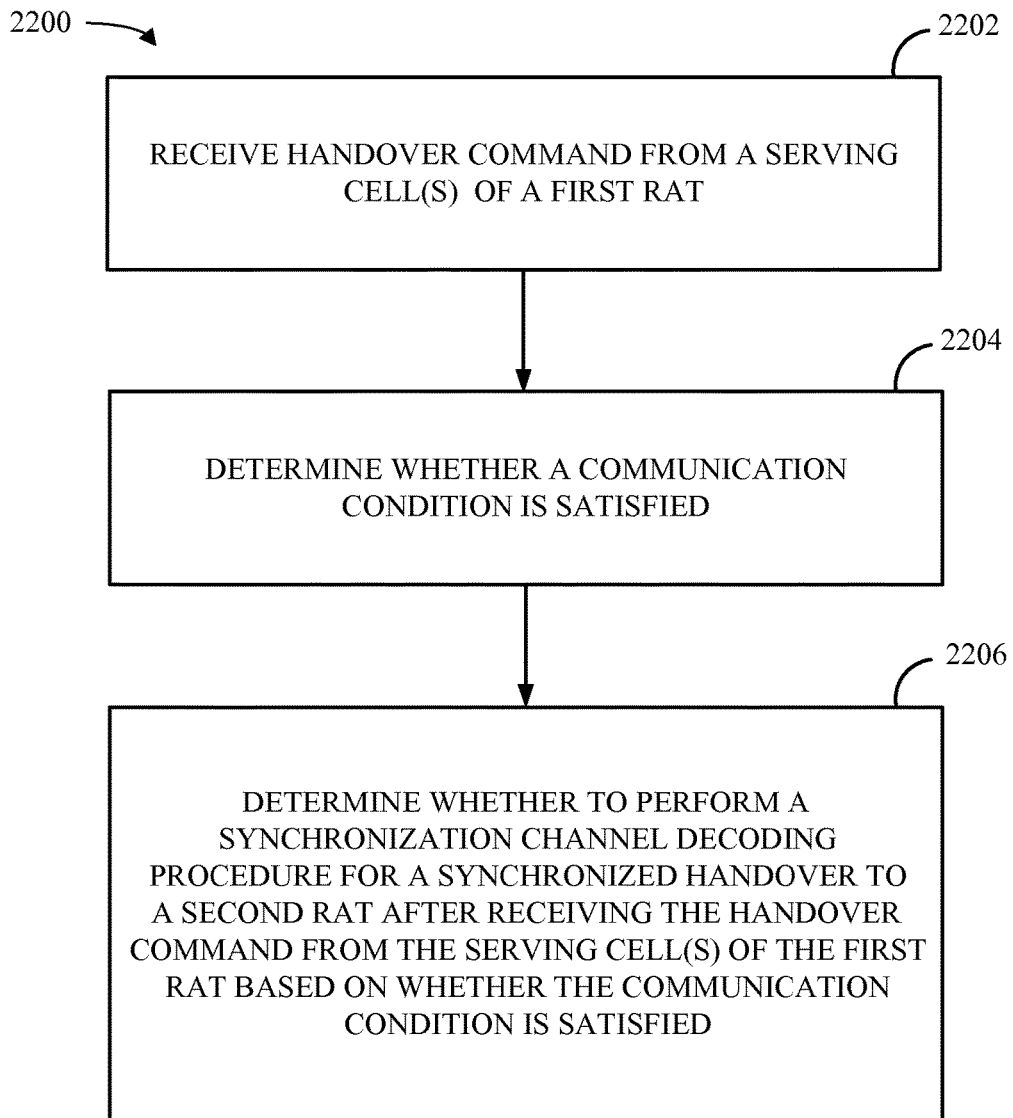 2200
2202
RECEIVE HANDOVER COMMAND FROM A SERVING
CELL(S) OF A FIRST RAT
2204
DETERMINE WHETHER A COMMUNICATION
CONDITION IS SATISFIED
2206
DETERMINE WHETHER TO PERFORM A
SYNCHRONIZATION CHANNEL DECODING
PROCEDURE FOR A SYNCHRONIZED HANDOVER TO
A SECOND RAT AFTER RECEIVING THE HANDOVER
COMMAND FROM THE SERVING CELL(S) OF THE FIRST
RAT BASED ON WHETHER THE COMMUNICATION
CONDITION IS SATISFIED